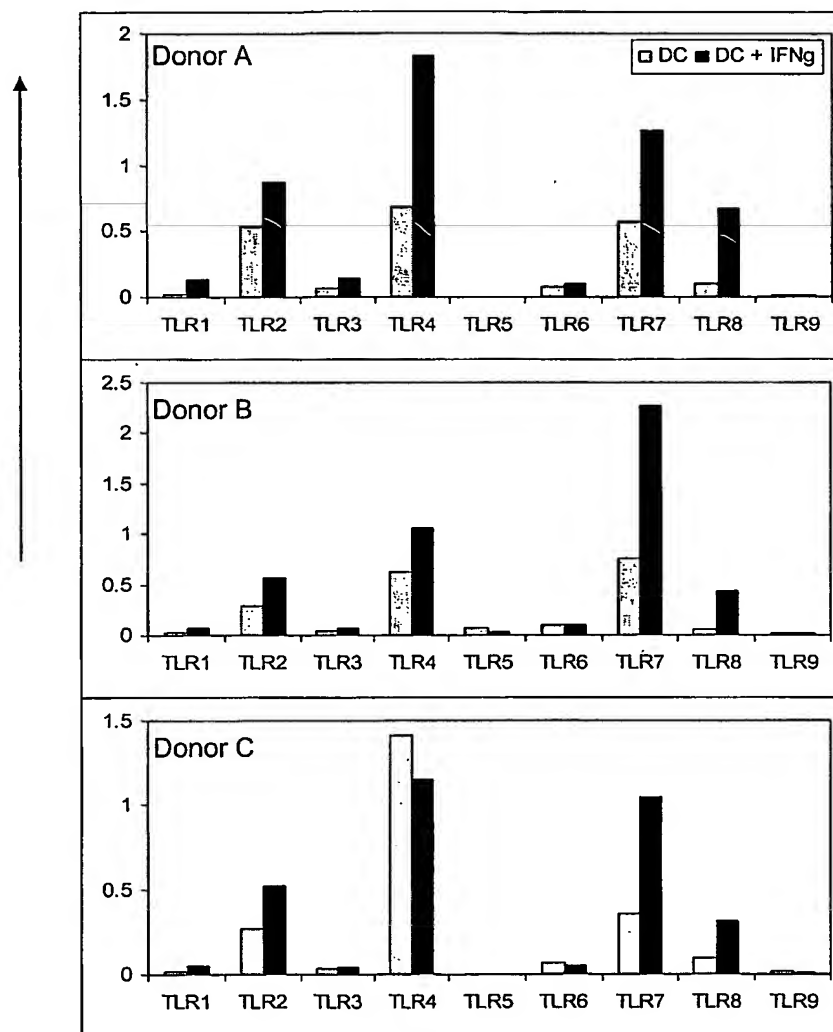 Donor A
DC DC + IFNg
2
1.5
1
0.5
0
TLR1 TLR2 TLR3 TLR4 TLR5 TLR6 TLR7 TLR8 TLR9
Donor B
2.5
2
1.5
1
0.5
0
TLR1 TLR2 TLR3 TLR4 TLR5 TLR6 TLR7 TLR8 TLR9
Donor C
1.5
1
0.5
0
TLR1 TLR2 TLR3 TLR4 TLR5 TLR6 TLR7 TLR8 TLR9